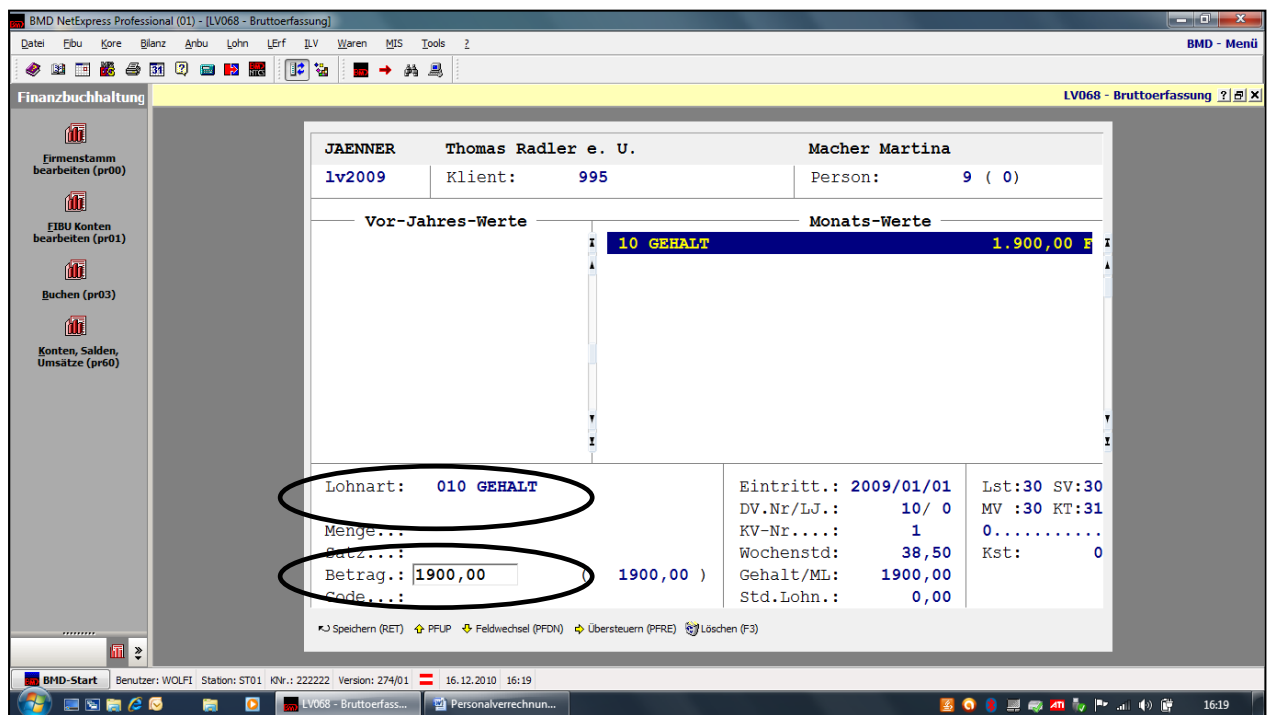 BMD NetExpress Professional (01) - [LV068 - Bruttoerfassung]
Datei Fibu Kore Bilanz Anbu Lohn LErf ILV Waren MIS Tools ? BMD - Menü
Finanzbuchhaltung
LV068 - Bruttoerfassung
Firmenstamm
bearbeiten (pr00)
FIBU Konten
bearbeiten (pr01)
Buchen (pr03)
Konten, Salden,
Umsätze (pr60)
JAENNER Thomas Radler e. U. Macher Martina
lv2009 Klient: 995 Person: 9 ( 0)
Vor-Jahres-Werte Monats-Werte
10 GEHALT 1.900,00 F
Lohnart: 010 GEHALT Eintritt.: 2009/01/01 Lst:30 SV:30
DV.Nr/LJ.: 10/ 0 MV :30 KT:31
Menge...: KV-Nr....: 1 0...........
Satz...: Wochenstd: 38,50 Kst: 0
Betrag.: 1900,00 ( 1900,00 ) Gehalt/ML: 1900,00
Code...: Std.Lohn.: 0,00
Speichern (RET) PFUP Feldwechsel (PFDN) Übersteuern (PFRE) Löschen (F3)
BMD-Start Benutzer: WOLFI Station: ST01 KNr.: 222222 Version: 274/01 16.12.2010 16:19
LV068 - Bruttoerfass... Personalverrechnun... 16:19